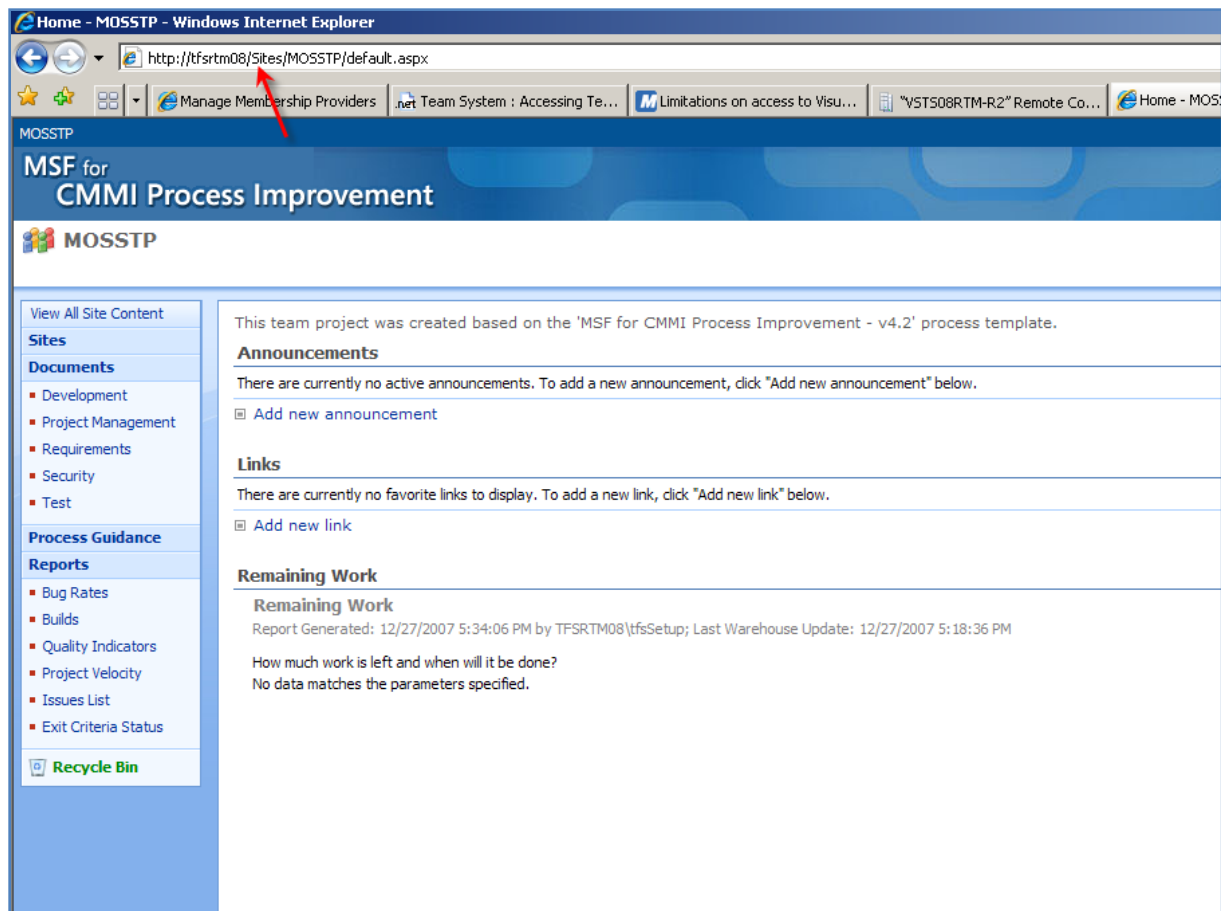 Home - MOSSTP - Windows Internet Explorer
http://tfsrtm08/Sites/MOSSTP/default.aspx
Manage Membership Providers
.net Team System : Accessing Te...
Limitations on access to Visu...
"VSTS08RTM-R2" Remote Co...
Home - MOS
MOSSTP
MSF for
CMMI Process Improvement
MOSSTP
View All Site Content
Sites
Documents
Development
Project Management
Requirements
Security
Test
Process Guidance
Reports
Bug Rates
Builds
Quality Indicators
Project Velocity
Issues List
Exit Criteria Status
Recycle Bin
This team project was created based on the 'MSF for CMMI Process Improvement - v4.2' process template.
Announcements
There are currently no active announcements. To add a new announcement, click "Add new announcement" below.
Add new announcement
Links
There are currently no favorite links to display. To add a new link, click "Add new link" below.
Add new link
Remaining Work
Remaining Work
Report Generated: 12/27/2007 5:34:06 PM by TFSRTM08\tfsSetup; Last Warehouse Update: 12/27/2007 5:18:36 PM
How much work is left and when will it be done?
No data matches the parameters specified.